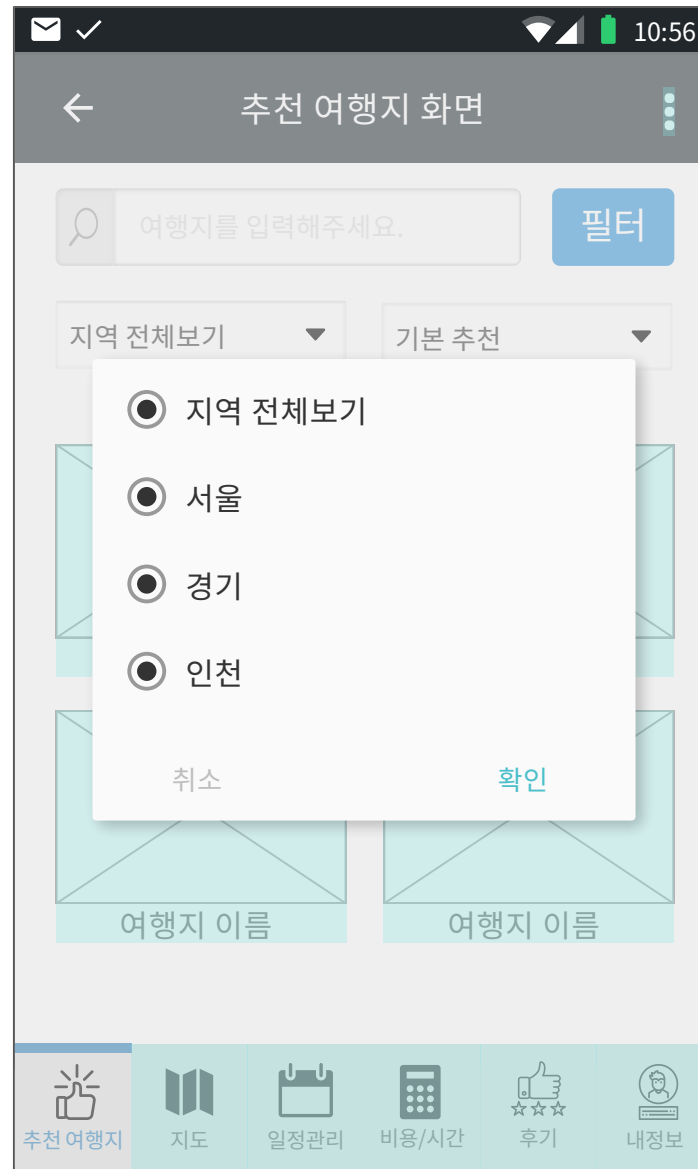 10:56
추천 여행지 화면
여행지를 입력해주세요.
필터
지역 전체보기
기본 추천
지역 전체보기
서울
경기
인천
취소
확인
여행지 이름
여행지 이름
추천 여행지
지도
일정관리
비용/시간
후기
내정보